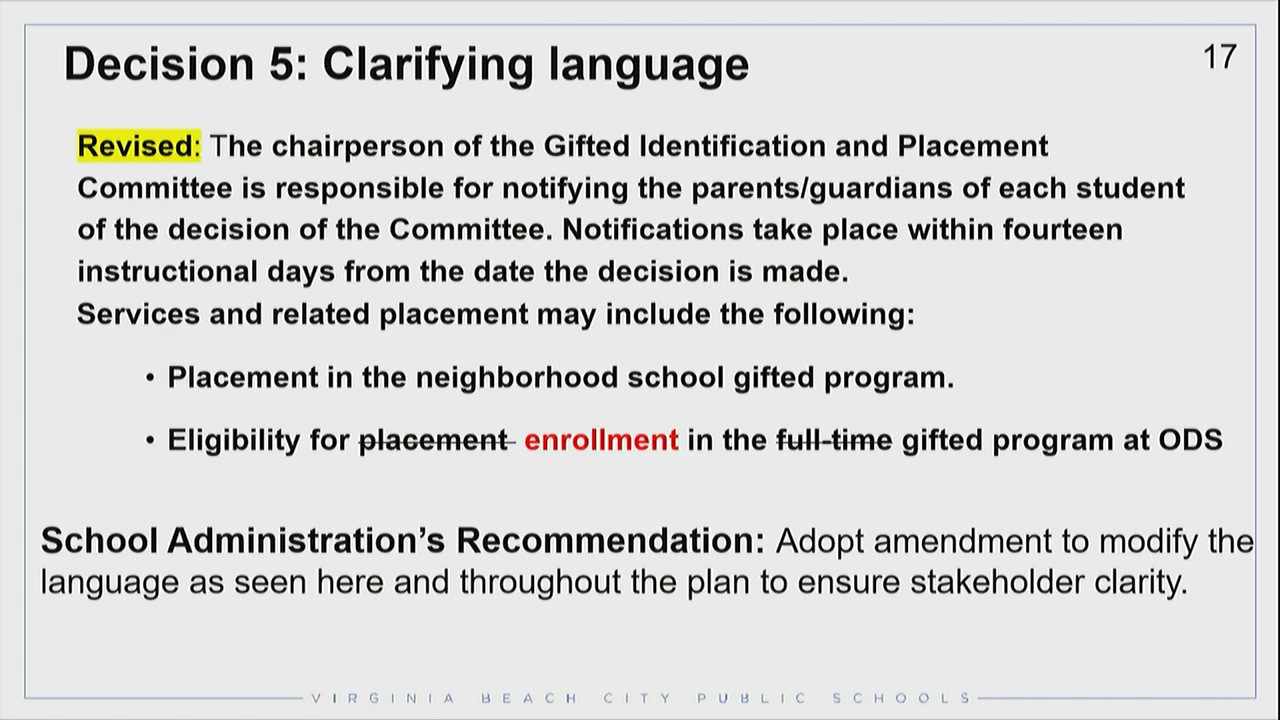 Decision 5: Clarifying language
17
Revised: The chairperson of the Gifted Identification and Placement
Committee is responsible for notifying the parents/guardians of each student
of the decision of the Committee. Notifications take place within fourteen
instructional days from the date the decision is made.
Services and related placement may include the following:
• Placement in the neighborhood school gifted program.
• Eligibility for placement enrollment in the full-time gifted program at ODS
School Administration’s Recommendation: Adopt amendment to modify the
language as seen here and throughout the plan to ensure stakeholder clarity.
VIRGINIA BEACH CITY PUBLIC SCHOOLS